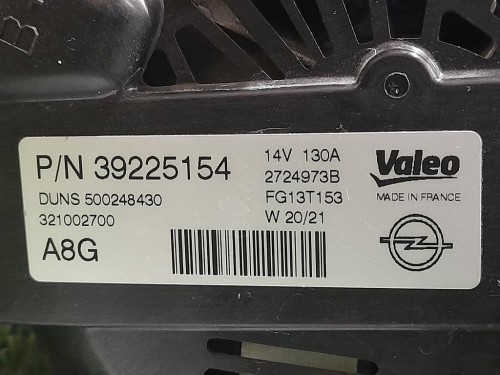 P/N 39225154
DUNS 500248430
321002700
A8G
14V 130A
2724973B
FG13T153
W 20/21
Valeo
MADE IN FRANCE